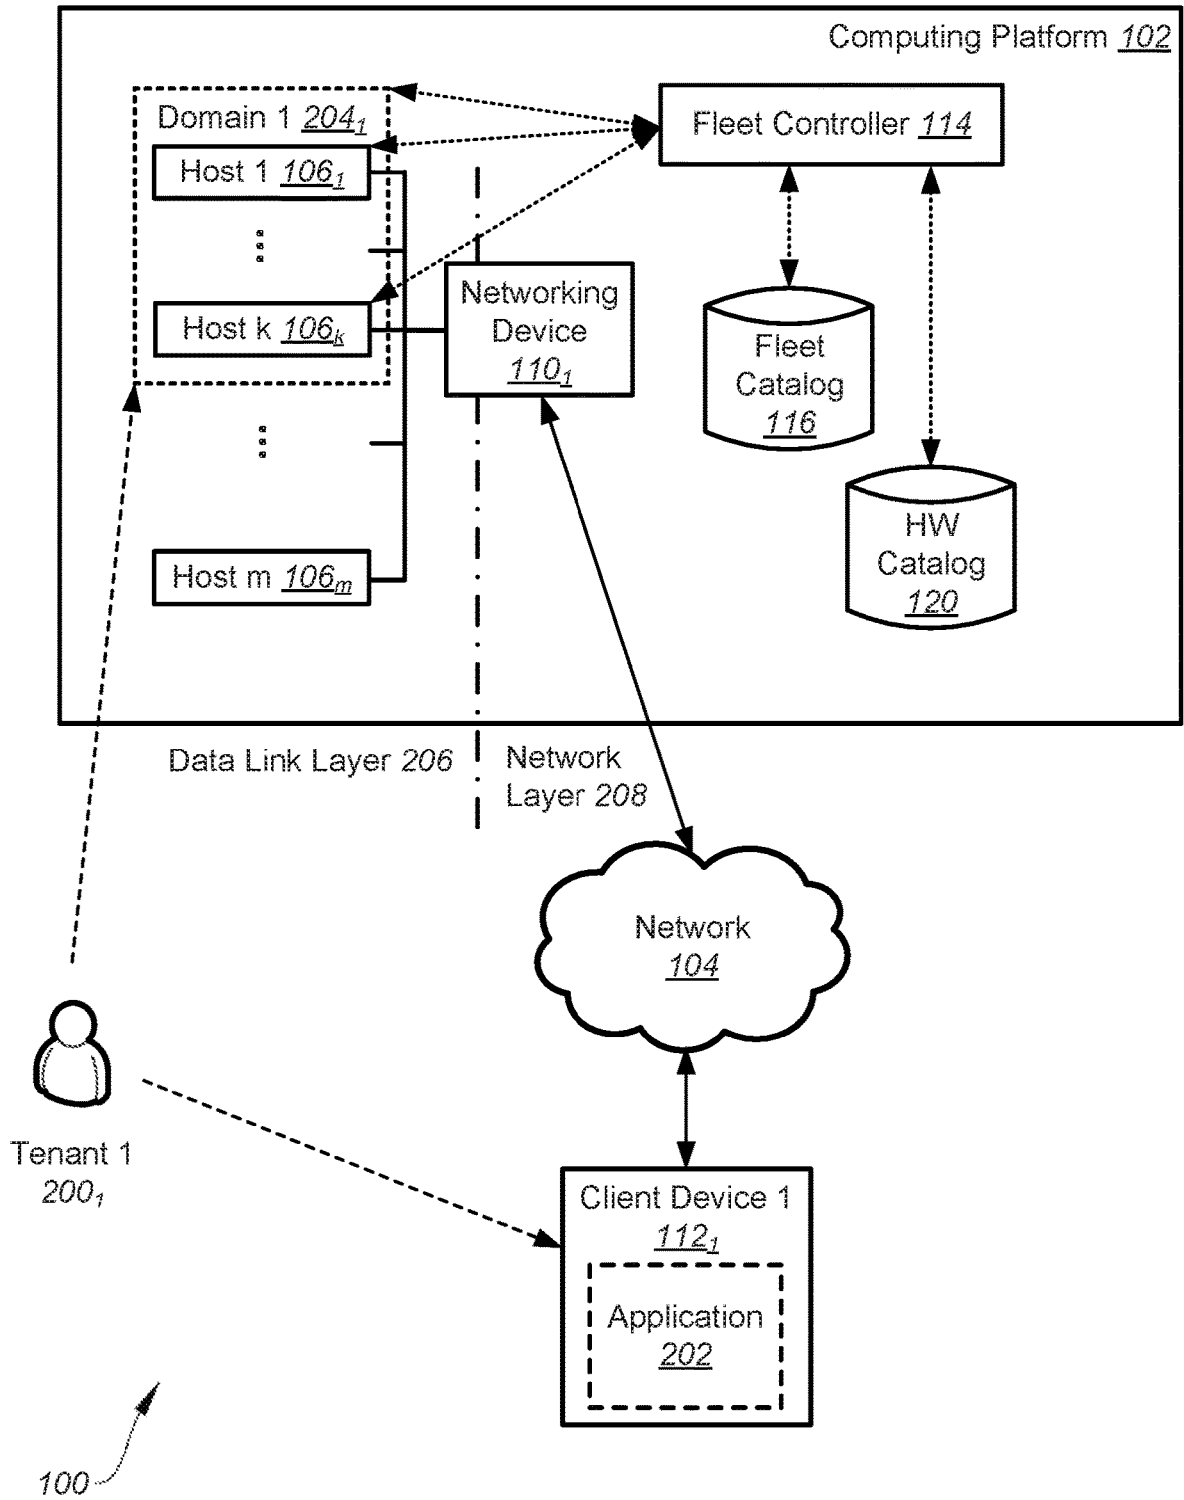 Computing Platform 102
Domain 1 204₁
Fleet Controller 114
Host 1 106₁
Host k 106ₖ
Networking
Device
110₁
Fleet
Catalog
116
HW
Catalog
120
Host m 106ₘ
Data Link Layer 206
Network
Layer 208
Network
104
Tenant 1
200₁
Client Device 1
112₁
Application
202
100